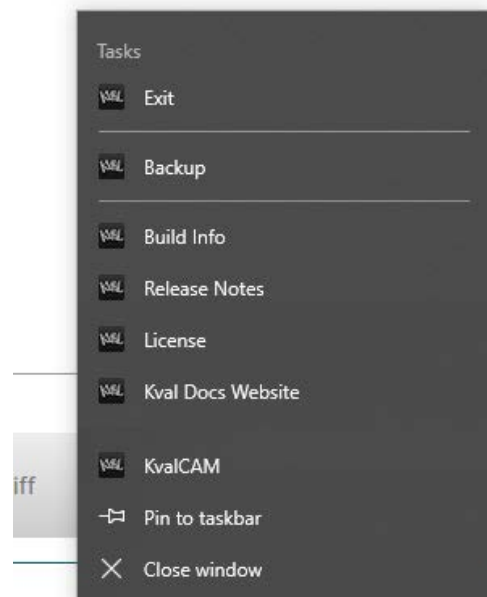 Tasks
Exit
Backup
Build Info
Release Notes
License
Kval Docs Website
KvalCAM
iff
Pin to taskbar
Close window